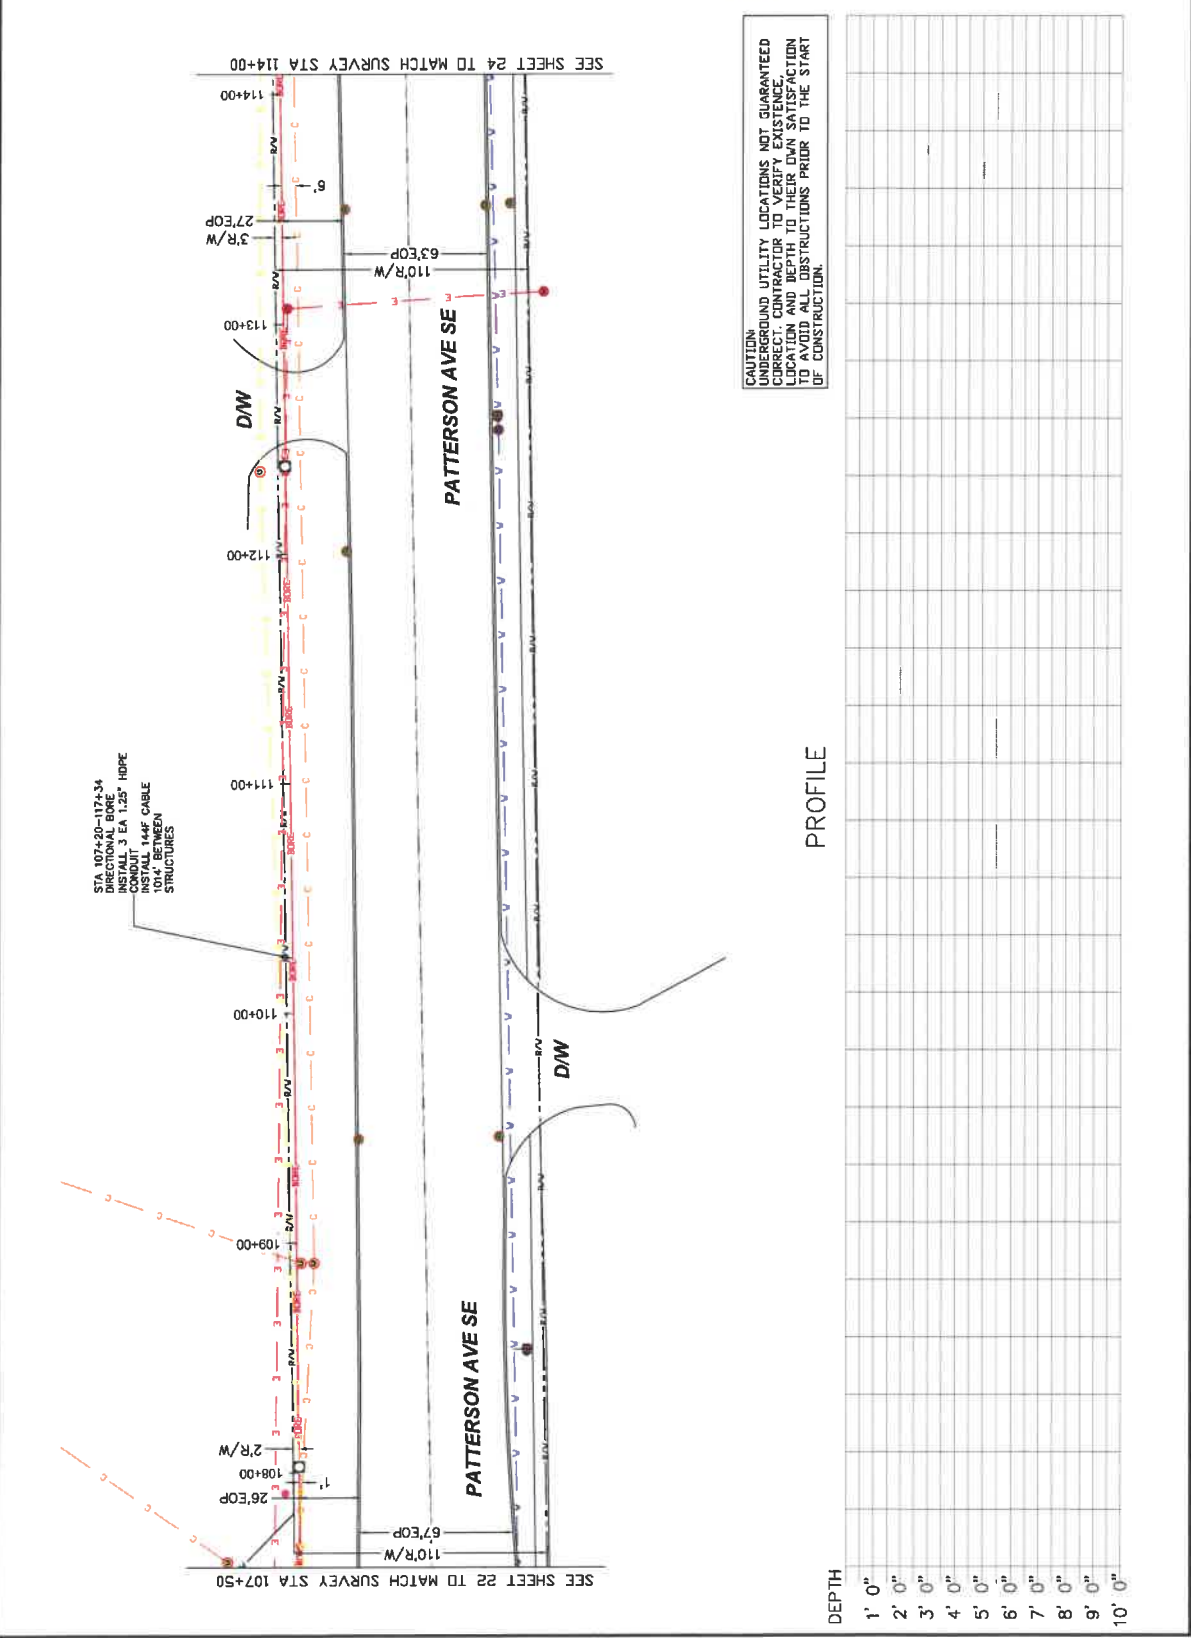 SEE SHEET 24 TO MATCH SURVEY STA 114+00
114+00
R/W
BORE
6'
27'EOP
3'R/W
63'EOP
110'R/W
113+00
D/W
PATTERSON AVE SE
112+00
STA 107+20-117+34
DIRECTIONAL BORE
INSTALL 3 EA 1.25" HDPE
CONDUIT
INSTALL 144F CABLE
1014' BETWEEN
STRUCTURES
111+00
110+00
D/W
109+00
PATTERSON AVE SE
2'R/W
108+00
1'
26'EOP
67'EOP
110'R/W
SEE SHEET 22 TO MATCH SURVEY STA 107+50
CAUTION:
UNDERGROUND UTILITY LOCATIONS NOT GUARANTEED
CORRECT. CONTRACTOR TO VERIFY EXISTENCE,
LOCATION AND DEPTH TO THEIR OWN SATISFACTION
TO AVOID ALL OBSTRUCTIONS PRIOR TO THE START
OF CONSTRUCTION.
PROFILE
DEPTH
1' 0"
2' 0"
3' 0"
4' 0"
5' 0"
6' 0"
7' 0"
8' 0"
9' 0"
10' 0"